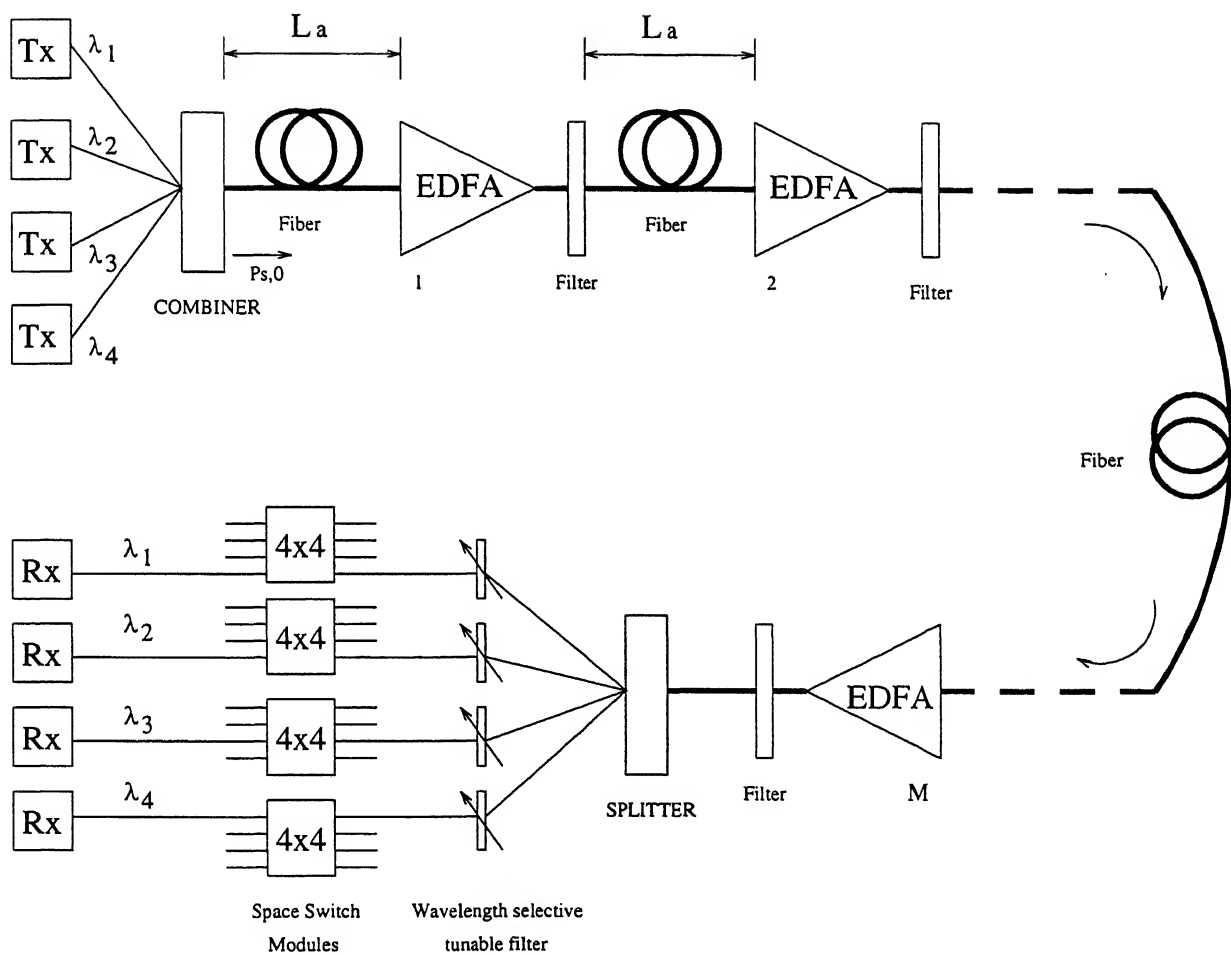 Tx λ1
Tx λ2
Tx λ3
Tx λ4
COMBINER
Ps,0
La
Fiber
EDFA
1
Filter
La
Fiber
EDFA
2
Filter
Fiber
EDFA
M
Filter
SPLITTER
Rx λ1 4x4
Rx λ2 4x4
Rx λ3 4x4
Rx λ4 4x4
Space Switch
Modules
Wavelength selective
tunable filter